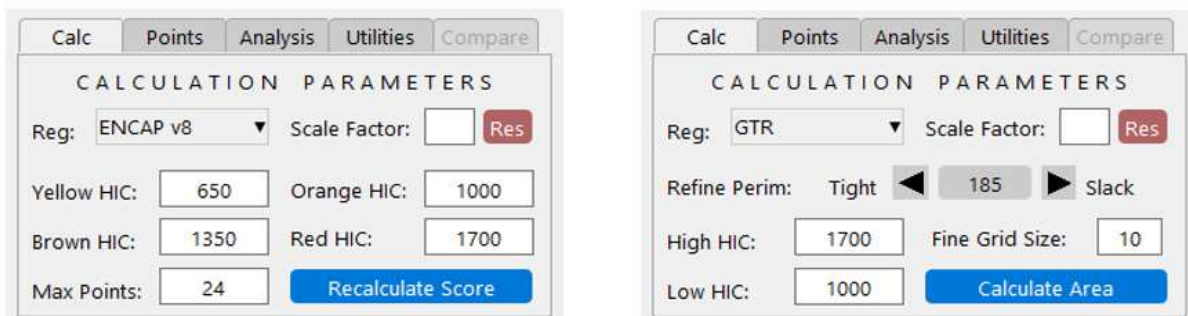 Calc Points Analysis Utilities Compare
CALCULATION PARAMETERS
Reg: ENCAP v8 Scale Factor: Res
Yellow HIC: 650 Orange HIC: 1000
Brown HIC: 1350 Red HIC: 1700
Max Points: 24 Recalculate Score
Calc Points Analysis Utilities Compare
CALCULATION PARAMETERS
Reg: GTR Scale Factor: Res
Refine Perim: Tight 185 Slack
High HIC: 1700 Fine Grid Size: 10
Low HIC: 1000 Calculate Area